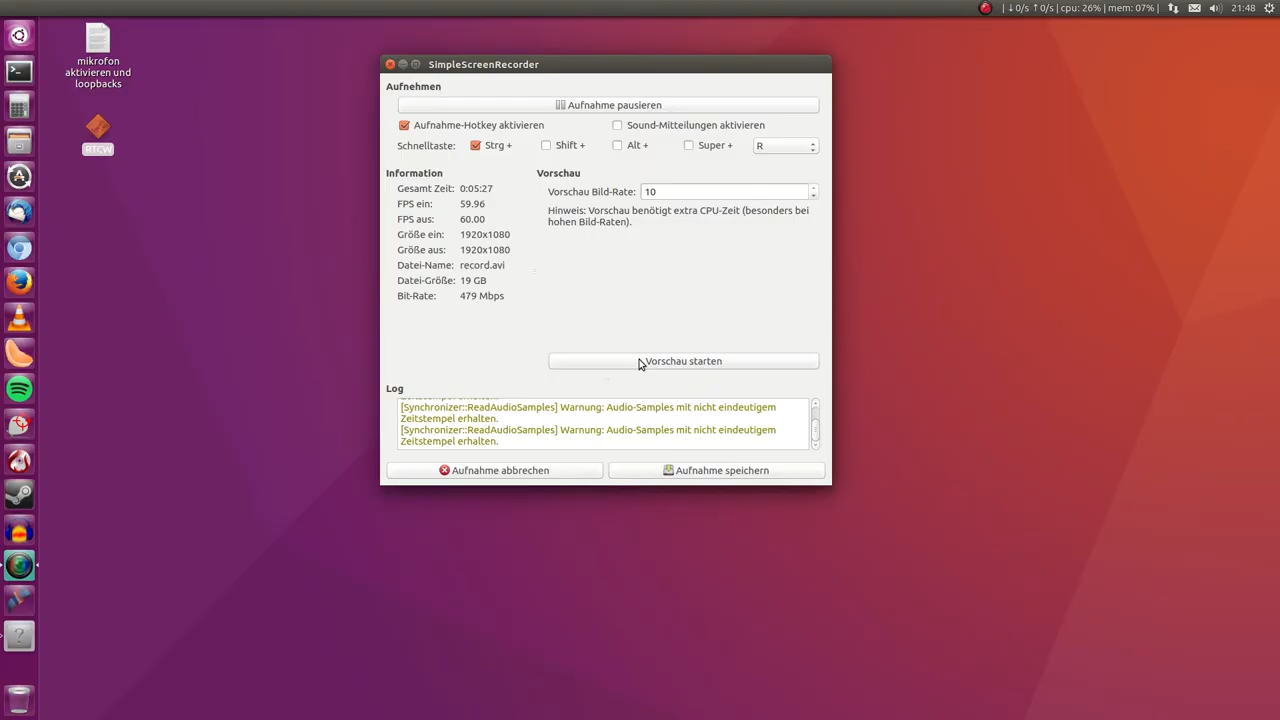 ↓0/s ↑0/s | cpu: 26% | mem: 07% |
21:48
mikrofon
aktivieren und
loopbacks
RTCW
SimpleScreenRecorder
Aufnehmen
Aufnahme pausieren
Aufnahme-Hotkey aktivieren
Sound-Mitteilungen aktivieren
Schnelltaste: Strg + Shift + Alt + Super + R
Information
Gesamt Zeit: 0:05:27
FPS ein: 59.96
FPS aus: 60.00
Größe ein: 1920x1080
Größe aus: 1920x1080
Datei-Name: record.avi
Datei-Größe: 19 GB
Bit-Rate: 479 Mbps
Vorschau
Vorschau Bild-Rate: 10
Hinweis: Vorschau benötigt extra CPU-Zeit (besonders bei
hohen Bild-Raten).
Vorschau starten
Log
Zeitstempel erhalten.
[Synchronizer::ReadAudioSamples] Warnung: Audio-Samples mit nicht eindeutigem
Zeitstempel erhalten.
[Synchronizer::ReadAudioSamples] Warnung: Audio-Samples mit nicht eindeutigem
Zeitstempel erhalten.
Aufnahme abbrechen
Aufnahme speichern